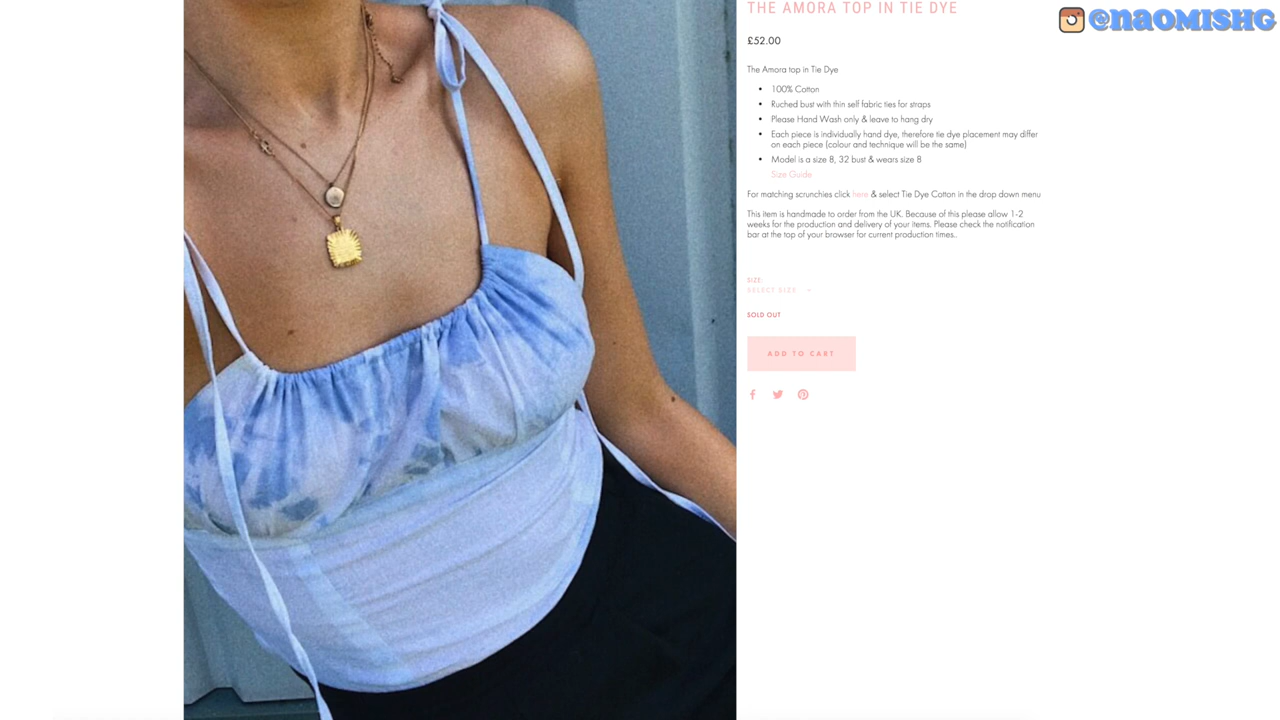 THE AMORA TOP IN TIE DYE
@NAOMISHG
£52.00
The Amora top in Tie Dye
• 100% Cotton
• Ruched bust with thin self fabric ties for straps
• Please Hand Wash only & leave to hang dry
• Each piece is individually hand dye, therefore tie dye placement may differ
on each piece (colour and technique will be the same)
• Model is a size 8, 32 bust & wears size 8
Size Guide
For matching scrunchies click here & select Tie Dye Cotton in the drop down menu
This item is handmade to order from the UK. Because of this please allow 1-2
weeks for the production and delivery of your items. Please check the notification
bar at the top of your browser for current production times..
SIZE:
SELECT SIZE
SOLD OUT
ADD TO CART